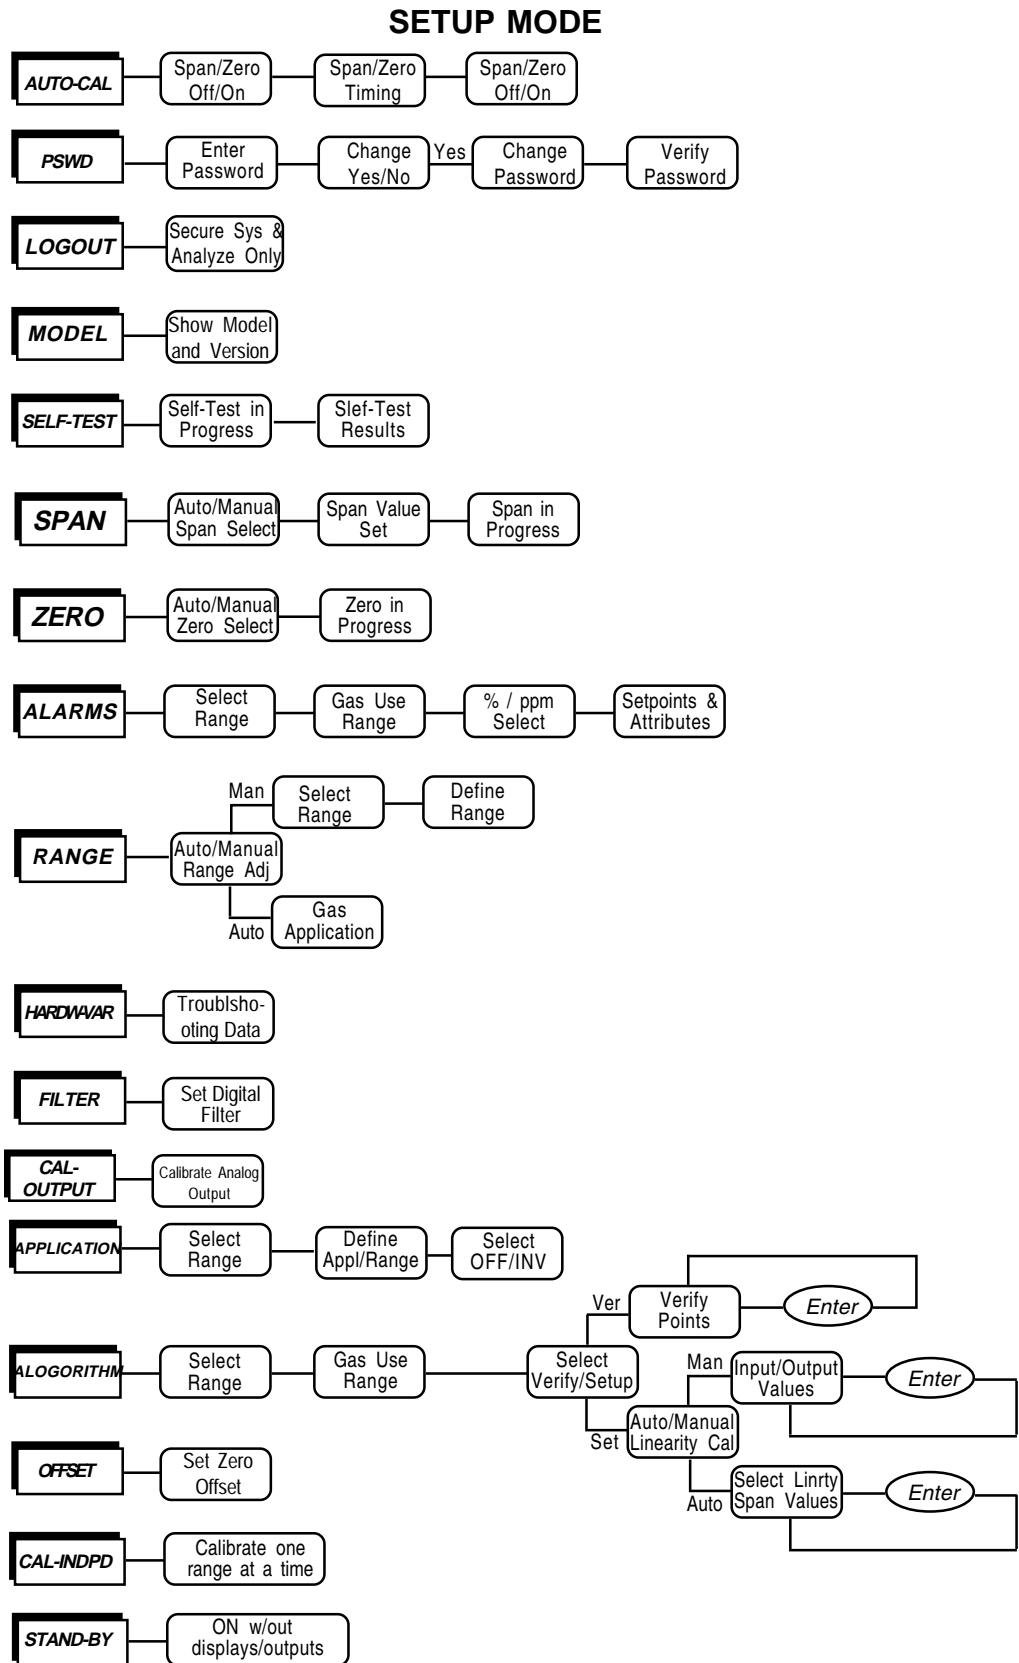 SETUP MODE
AUTO-CAL
Span/Zero
Off/On
Span/Zero
Timing
Span/Zero
Off/On
PSWD
Enter
Password
Change
Yes/No
Yes
Change
Password
Verify
Password
LOGOUT
Secure Sys &
Analyze Only
MODEL
Show Model
and Version
SELF-TEST
Self-Test in
Progress
Slef-Test
Results
SPAN
Auto/Manual
Span Select
Span Value
Set
Span in
Progress
ZERO
Auto/Manual
Zero Select
Zero in
Progress
ALARMS
Select
Range
Gas Use
Range
% / ppm
Select
Setpoints &
Attributes
RANGE
Auto/Manual
Range Adj
Man
Select
Range
Define
Range
Auto
Gas
Application
HARDW-VAR
Troublsho-
oting Data
FILTER
Set Digital
Filter
CAL-
OUTPUT
Calibrate Analog
Output
APPLICATION
Select
Range
Define
Appl/Range
Select
OFF/INV
ALOGORITHM
Select
Range
Gas Use
Range
Select
Verify/Setup
Ver
Verify
Points
Enter
Set
Auto/Manual
Linearity Cal
Man
Input/Output
Values
Enter
Auto
Select Linrty
Span Values
Enter
OFFSET
Set Zero
Offset
CAL-INDPD
Calibrate one
range at a time
STAND-BY
ON w/out
displays/outputs